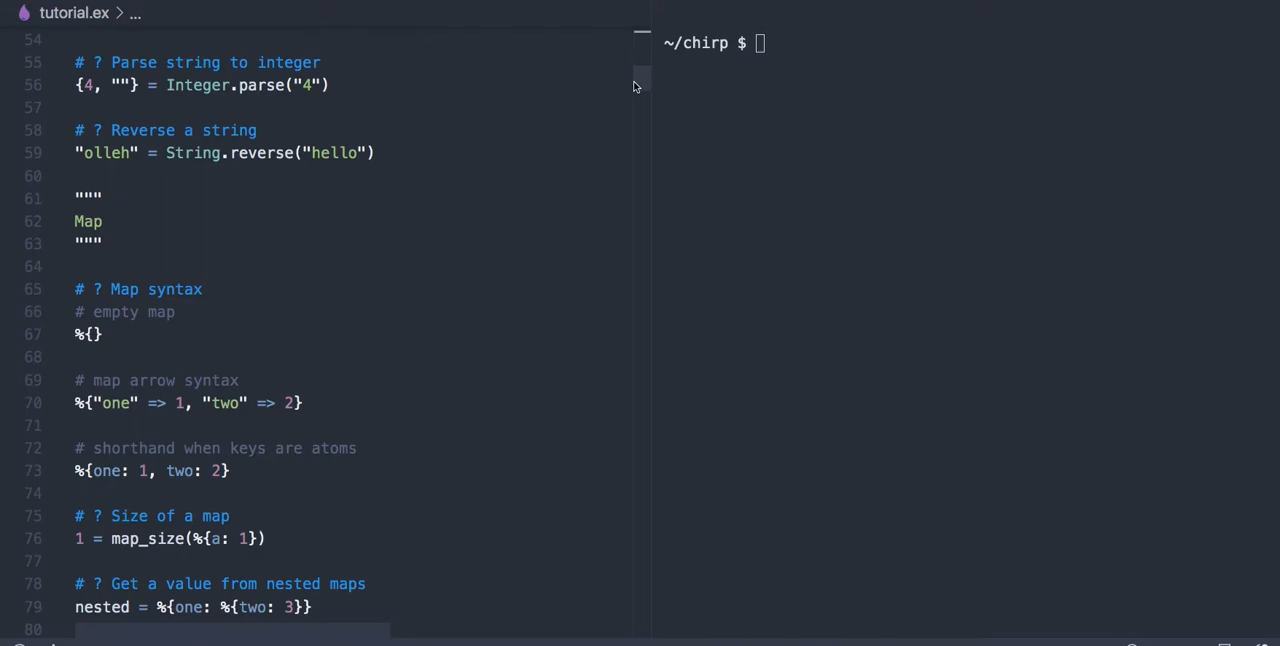 tutorial.ex > ...
54
55 # ? Parse string to integer
56 {4, ""} = Integer.parse("4")
57
58 # ? Reverse a string
59 "olleh" = String.reverse("hello")
60
61 """
62 Map
63 """
64
65 # ? Map syntax
66 # empty map
67 %{}
68
69 # map arrow syntax
70 %{"one" => 1, "two" => 2}
71
72 # shorthand when keys are atoms
73 %{one: 1, two: 2}
74
75 # ? Size of a map
76 1 = map_size(%{a: 1})
77
78 # ? Get a value from nested maps
79 nested = %{one: %{two: 3}}
80
~/chirp $